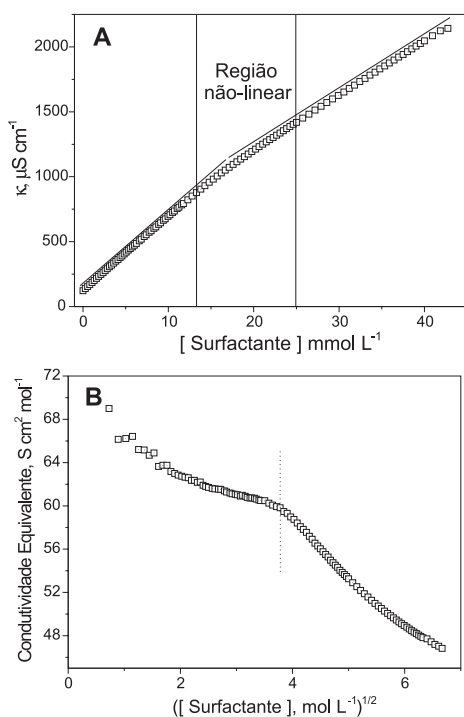 A
Região
não-linear
κ, µS cm⁻¹
2000
1500
1000
500
0
0 10 20 30 40
[ Surfactante ] mmol L⁻¹
B
Condutividade Equivalente, S cm² mol⁻¹
72
68
64
60
56
52
48
0 2 4 6
([ Surfactante ], mol L⁻¹)¹/²